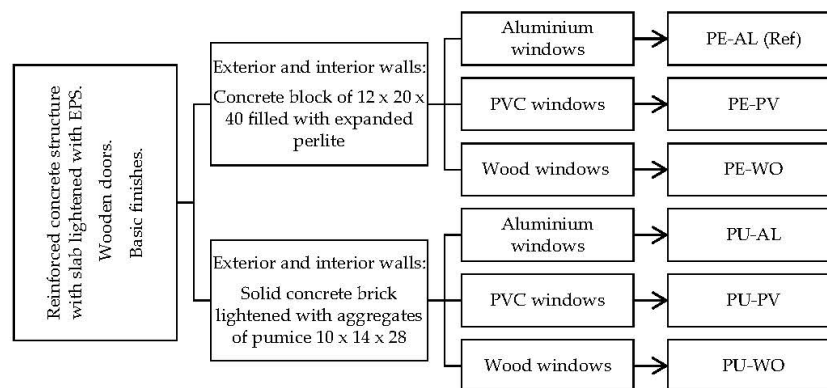 Reinforced concrete structure
with slab lightened with EPS.
Wooden doors.
Basic finishes.
Exterior and interior walls:
Concrete block of 12 x 20 x
40 filled with expanded
perlite
Aluminium
windows
PE-AL (Ref)
PVC windows
PE-PV
Wood windows
PE-WO
Exterior and interior walls:
Solid concrete brick
lightened with aggregates
of pumice 10 x 14 x 28
Aluminium
windows
PU-AL
PVC windows
PU-PV
Wood windows
PU-WO